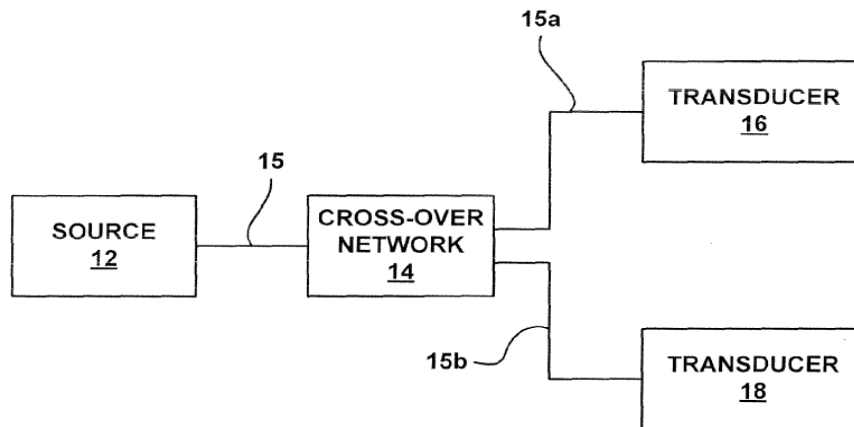 15a
TRANSDUCER
16
15
SOURCE
12
CROSS-OVER
NETWORK
14
15b
TRANSDUCER
18